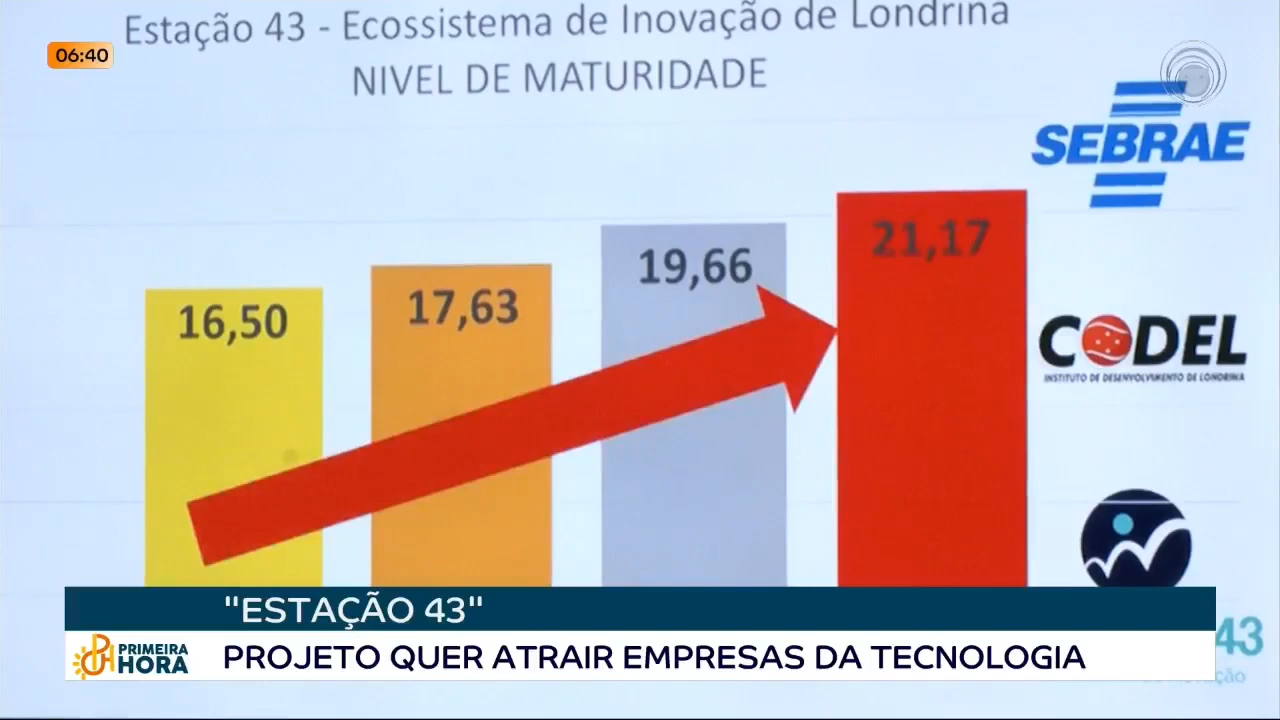 Estação 43 - Ecossistema de Inovação de Londrina
06:40
NIVEL DE MATURIDADE
SEBRAE
16,50
17,63
19,66
21,17
CODEL
INSTITUTO DE DESENVOLVIMENTO DE LONDRINA
"ESTAÇÃO 43"
43
PRIMEIRA
HORA
PROJETO QUER ATRAIR EMPRESAS DA TECNOLOGIA